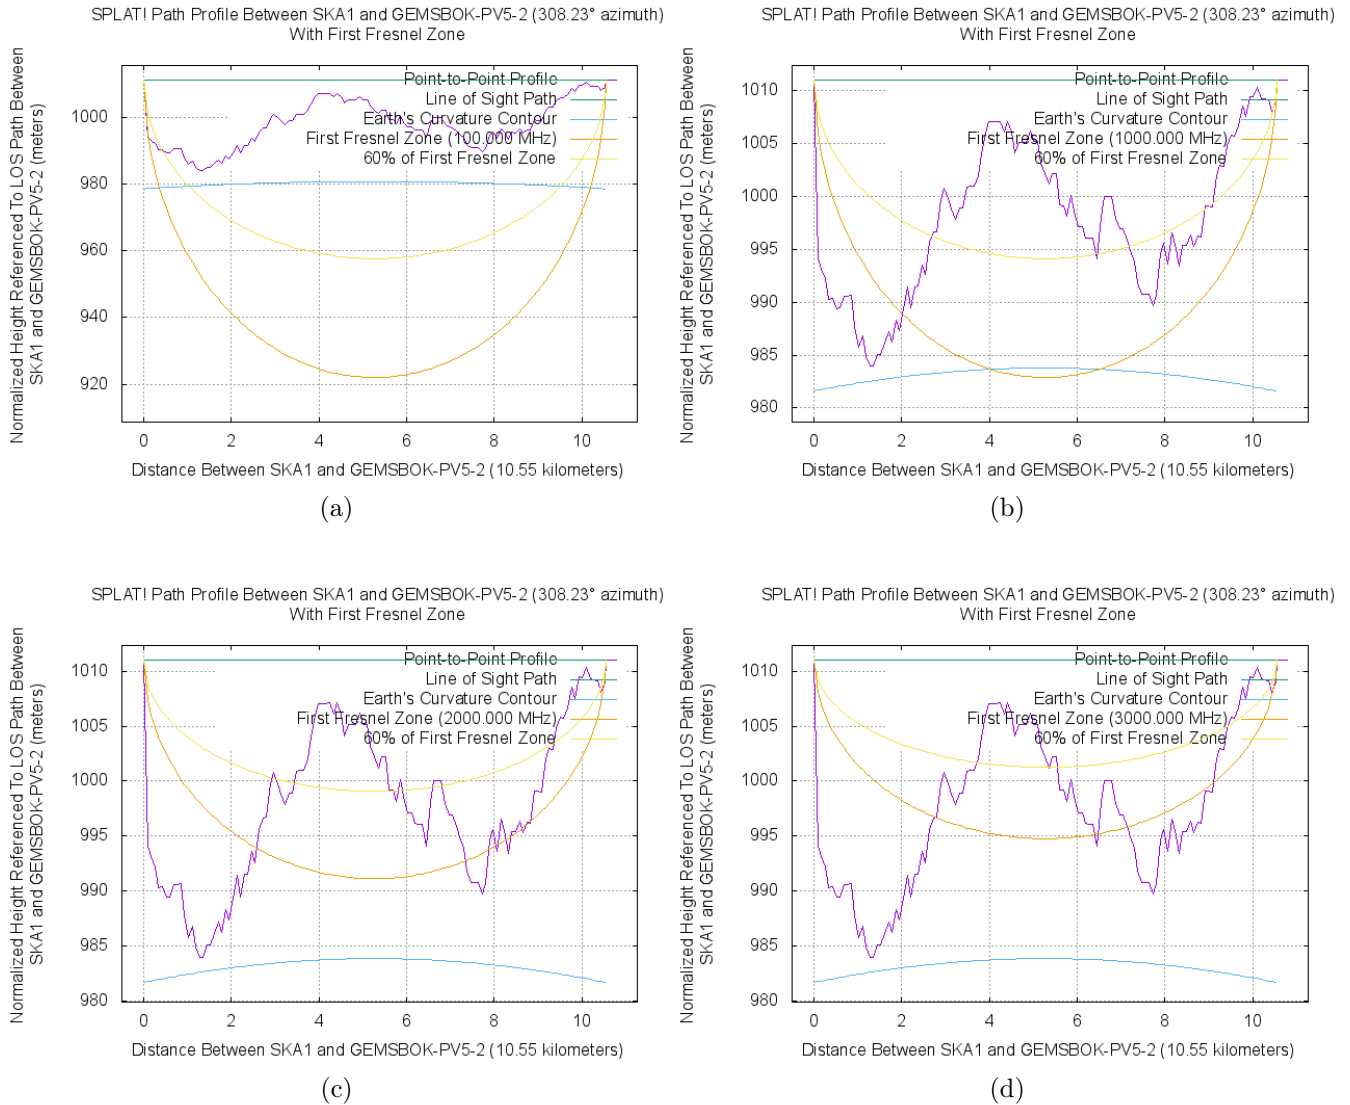 SPLAT! Path Profile Between SKA1 and GEMSBOK-PV5-2 (308.23° azimuth)
With First Fresnel Zone
Normalized Height Referenced To LOS Path Between
SKA1 and GEMSBOK-PV5-2 (meters)
Point-to-Point Profile
Line of Sight Path
Earth's Curvature Contour
First Fresnel Zone (100.000 MHz)
60% of First Fresnel Zone
1000
980
960
940
920
0 2 4 6 8 10
Distance Between SKA1 and GEMSBOK-PV5-2 (10.55 kilometers)
(a)
SPLAT! Path Profile Between SKA1 and GEMSBOK-PV5-2 (308.23° azimuth)
With First Fresnel Zone
Normalized Height Referenced To LOS Path Between
SKA1 and GEMSBOK-PV5-2 (meters)
Point-to-Point Profile
Line of Sight Path
Earth's Curvature Contour
First Fresnel Zone (1000.000 MHz)
60% of First Fresnel Zone
1010
1005
1000
995
990
985
980
0 2 4 6 8 10
Distance Between SKA1 and GEMSBOK-PV5-2 (10.55 kilometers)
(b)
SPLAT! Path Profile Between SKA1 and GEMSBOK-PV5-2 (308.23° azimuth)
With First Fresnel Zone
Normalized Height Referenced To LOS Path Between
SKA1 and GEMSBOK-PV5-2 (meters)
Point-to-Point Profile
Line of Sight Path
Earth's Curvature Contour
First Fresnel Zone (2000.000 MHz)
60% of First Fresnel Zone
1010
1005
1000
995
990
985
980
0 2 4 6 8 10
Distance Between SKA1 and GEMSBOK-PV5-2 (10.55 kilometers)
(c)
SPLAT! Path Profile Between SKA1 and GEMSBOK-PV5-2 (308.23° azimuth)
With First Fresnel Zone
Normalized Height Referenced To LOS Path Between
SKA1 and GEMSBOK-PV5-2 (meters)
Point-to-Point Profile
Line of Sight Path
Earth's Curvature Contour
First Fresnel Zone (3000.000 MHz)
60% of First Fresnel Zone
1010
1005
1000
995
990
985
980
0 2 4 6 8 10
Distance Between SKA1 and GEMSBOK-PV5-2 (10.55 kilometers)
(d)